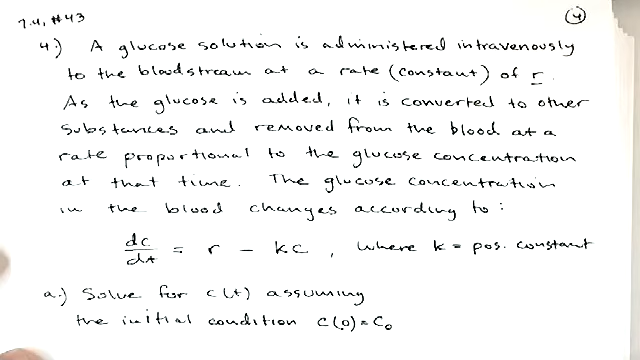 7.4, #43
④
4.) A glucose solution is administered intravenously
to the bloodstream at a rate (constant) of r.
As the glucose is added, it is converted to other
substances and removed from the blood at a
rate proportional to the glucose concentration
at that time. The glucose concentration
in the blood changes according to:
dc/dt = r - kc, where k = pos. constant
a.) Solve for c(t) assuming
the initial condition c(0) = c₀